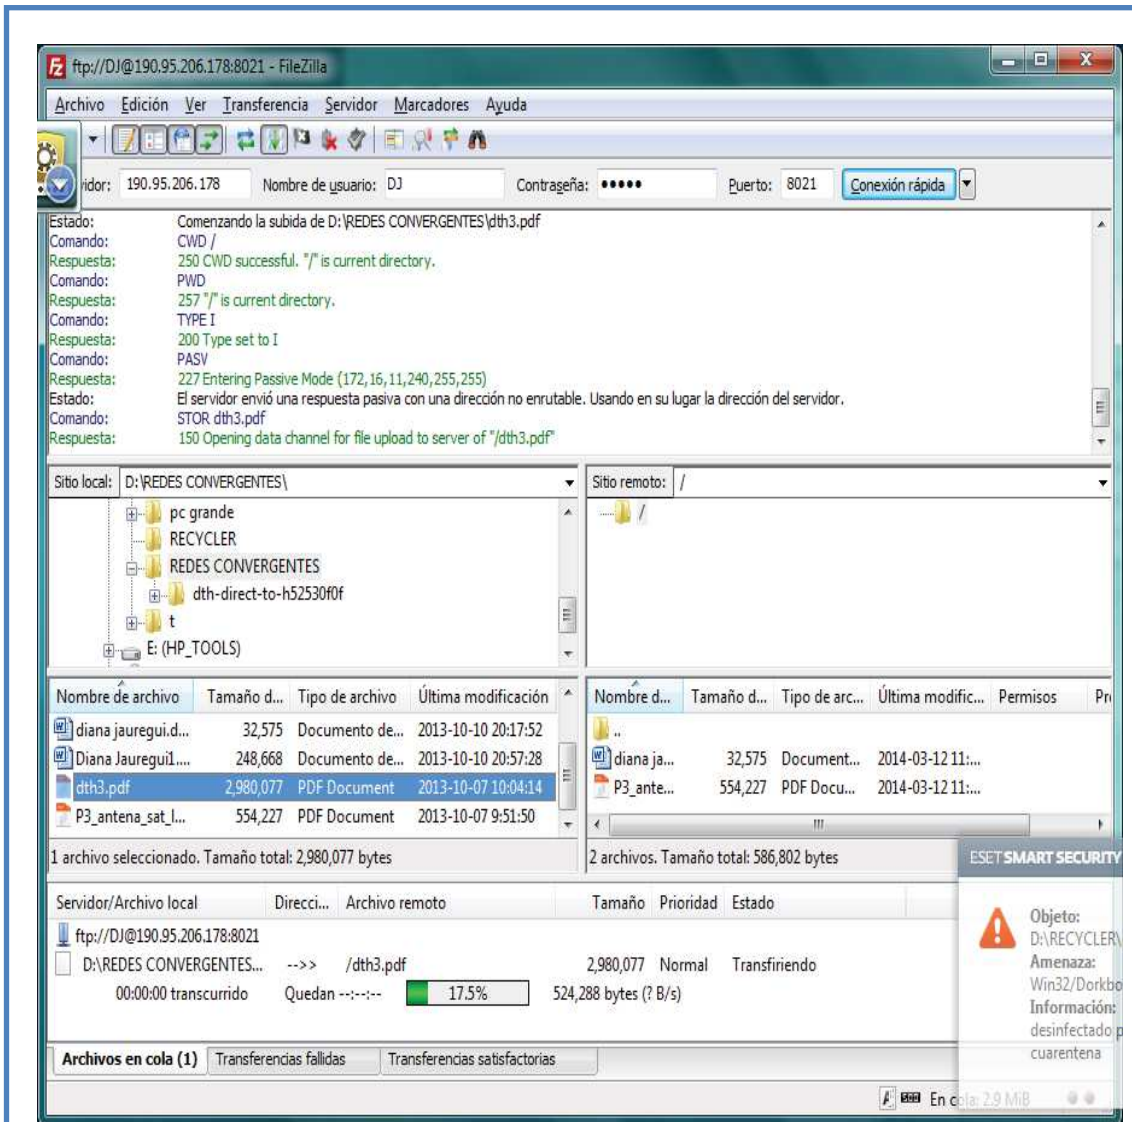 ftp://DJ@190.95.206.178:8021 - FileZilla
Archivo Edición Ver Transferencia Servidor Marcadores Ayuda
vidor: 190.95.206.178 Nombre de usuario: DJ Contraseña: ●●●●● Puerto: 8021 Conexión rápida
Estado: Comenzando la subida de D:\REDES CONVERGENTES\dth3.pdf
Comando: CWD /
Respuesta: 250 CWD successful. "/" is current directory.
Comando: PWD
Respuesta: 257 "/" is current directory.
Comando: TYPE I
Respuesta: 200 Type set to I
Comando: PASV
Respuesta: 227 Entering Passive Mode (172,16,11,240,255,255)
Estado: El servidor envió una respuesta pasiva con una dirección no enrutable. Usando en su lugar la dirección del servidor.
Comando: STOR dth3.pdf
Respuesta: 150 Opening data channel for file upload to server of "/dth3.pdf"
Sitio local: D:\REDES CONVERGENTES\
pc grande
RECYCLER
REDES CONVERGENTES
dth-direct-to-h52530f0f
t
E: (HP_TOOLS)
Sitio remoto: /
/
Nombre de archivo Tamaño d... Tipo de archivo Última modificación
diana jauregui.d... 32,575 Documento de... 2013-10-10 20:17:52
Diana Jauregui1.... 248,668 Documento de... 2013-10-10 20:57:28
dth3.pdf 2,980,077 PDF Document 2013-10-07 10:04:14
P3_antena_sat_l... 554,227 PDF Document 2013-10-07 9:51:50
1 archivo seleccionado. Tamaño total: 2,980,077 bytes
Nombre d... Tamaño d... Tipo de arc... Última modific... Permisos Pr
..
diana ja... 32,575 Document... 2014-03-12 11:...
P3_ante... 554,227 PDF Docu... 2014-03-12 11:...
2 archivos. Tamaño total: 586,802 bytes
Servidor/Archivo local Direcci... Archivo remoto Tamaño Prioridad Estado
ftp://DJ@190.95.206.178:8021
D:\REDES CONVERGENTES... -->> /dth3.pdf 2,980,077 Normal Transfiriendo
00:00:00 transcurrido Quedan --:--:-- 17.5% 524,288 bytes (? B/s)
Archivos en cola (1) Transferencias fallidas Transferencias satisfactorias
En cola: 2.9 MiB
ESET SMART SECURITY
Objeto:
D:\RECYCLER\
Amenaza:
Win32/Dorkbo
Información:
desinfectado p
cuarentena